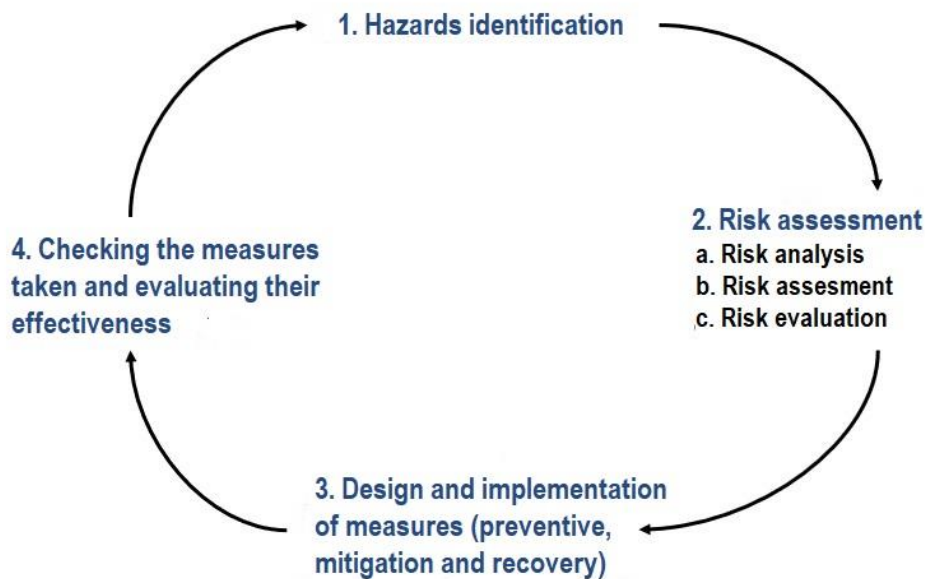 1. Hazards identification
2. Risk assessment
a. Risk analysis
b. Risk assesment
c. Risk evaluation
3. Design and implementation
of measures (preventive,
mitigation and recovery)
4. Checking the measures
taken and evaluating their
effectiveness